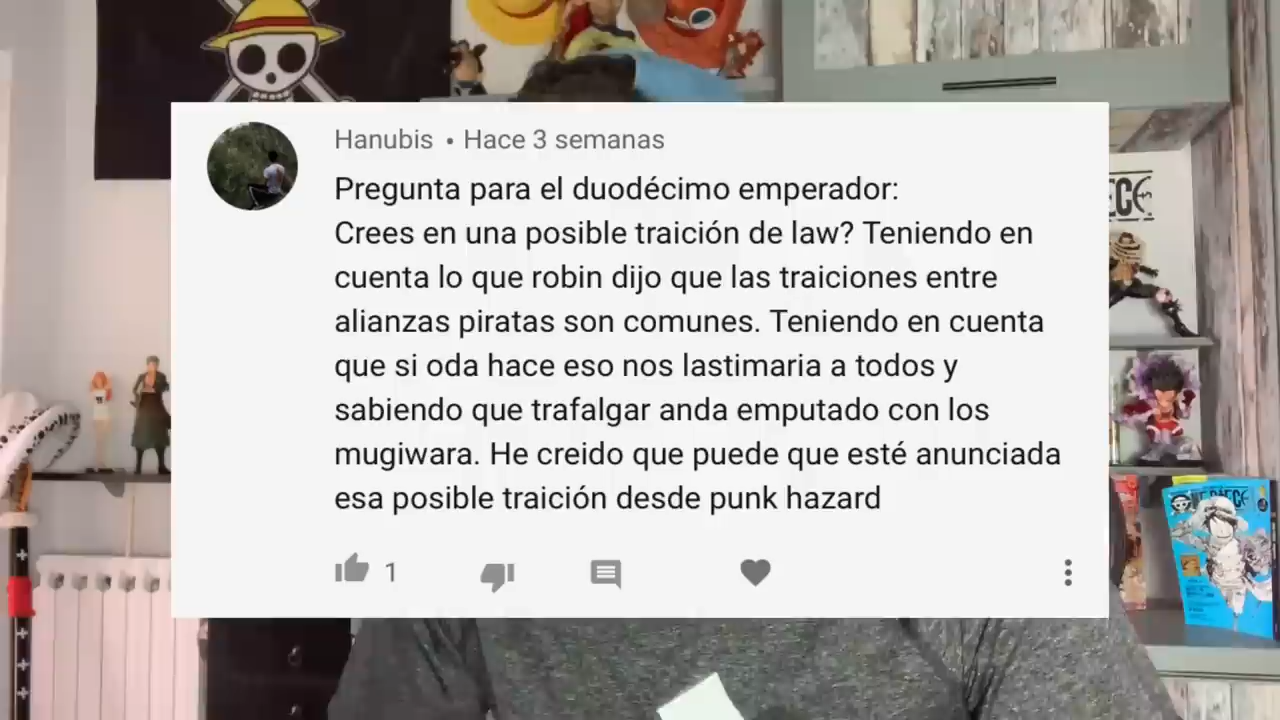 Hanubis • Hace 3 semanas
Pregunta para el duodécimo emperador:
Crees en una posible traición de law? Teniendo en
cuenta lo que robin dijo que las traiciones entre
alianzas piratas son comunes. Teniendo en cuenta
que si oda hace eso nos lastimaria a todos y
sabiendo que trafalgar anda emputado con los
mugiwara. He creido que puede que esté anunciada
esa posible traición desde punk hazard
1